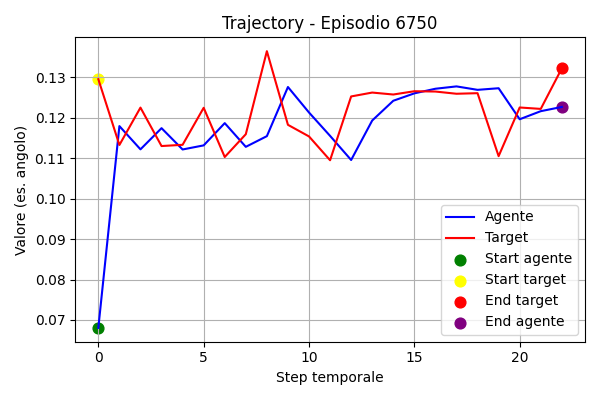 Trajectory - Episodio 6750
Valore (es. angolo)
0.13
0.12
0.11
0.10
0.09
0.08
0.07
0
5
10
15
20
Step temporale
Agente
Target
Start agente
Start target
End target
End agente